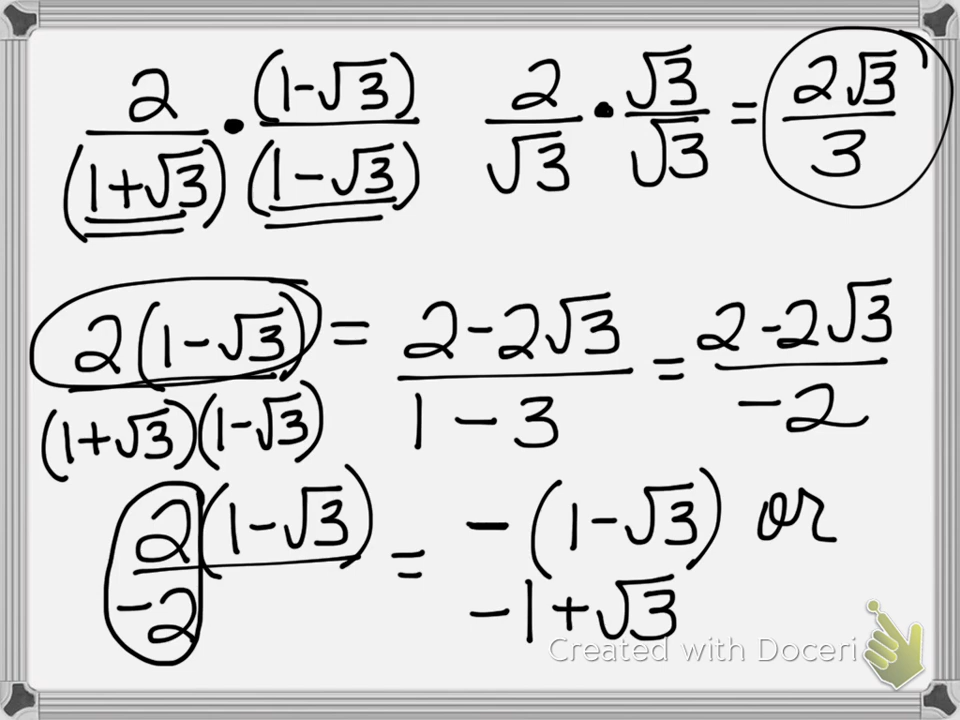 2/(1+√3) • (1-√3)/(1-√3)
2/√3 • √3/√3 = 2√3/3
2(1-√3)/(1+√3)(1-√3) = 2-2√3/1-3 = 2-2√3/-2
2/-2 (1-√3) = -(1-√3) or
-1+√3
Created with Doceri